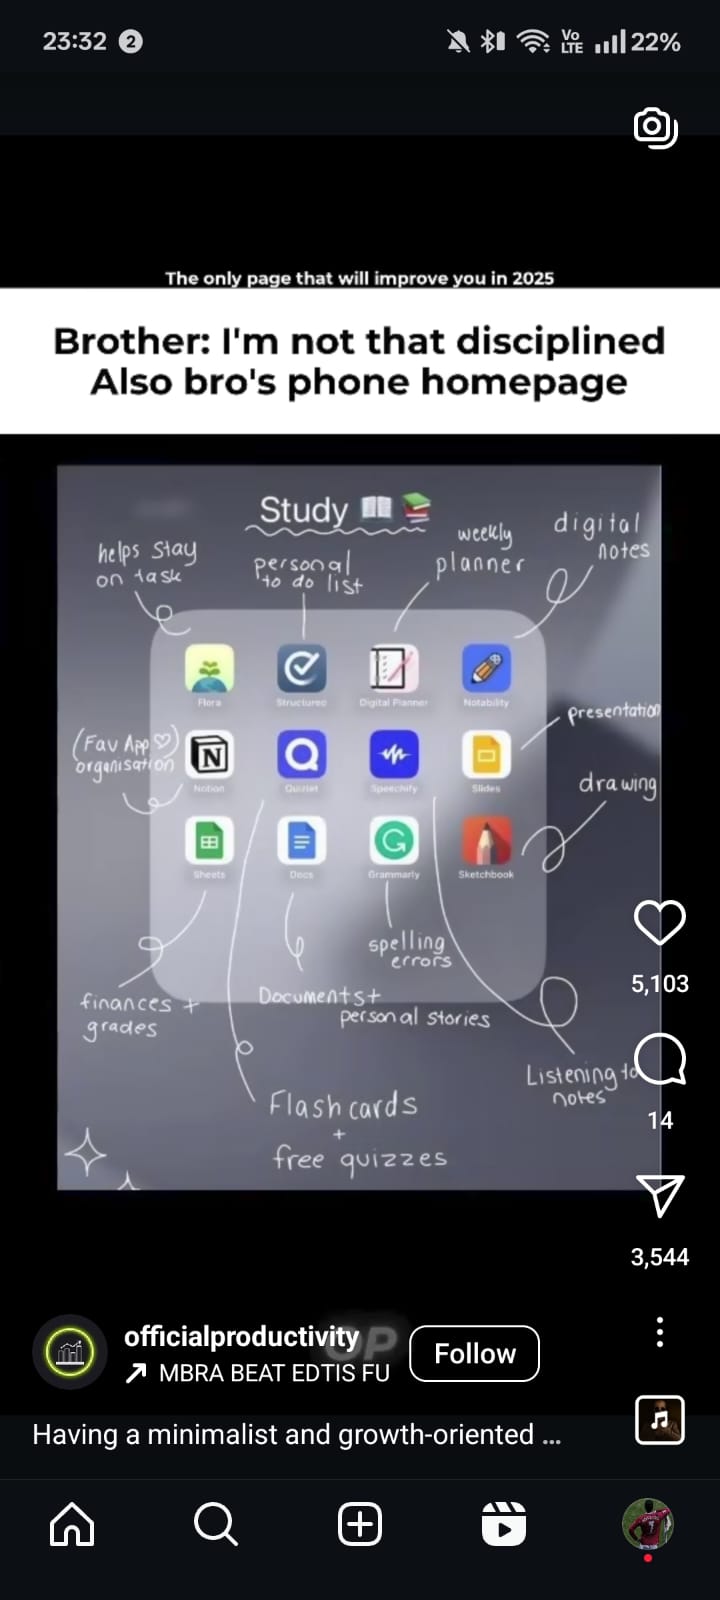 23:32 2
Vo LTE 22%
The only page that will improve you in 2025
Brother: I'm not that disciplined
Also bro's phone homepage
Study
helps stay
on task
personal
to do list
weekly
planner
digital
notes
Flora
Structured
Digital Planner
Notability
(Fav App
organisation)
presentation
Notion
Quizlet
Speechify
Slides
drawing
Sheets
Docs
Grammarly
Sketchbook
spelling
errors
finances +
grades
Documents+
personal stories
Listening to
notes
Flash cards
+
free quizzes
5,103
14
3,544
officialproductivity
Follow
MBRA BEAT EDTIS FU
Having a minimalist and growth-oriented ...